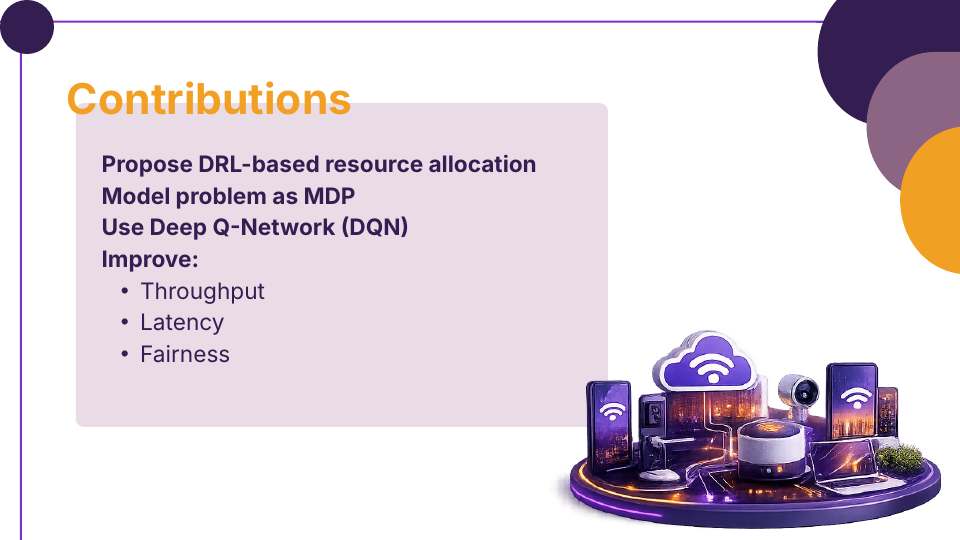 Contributions
Propose DRL-based resource allocation
Model problem as MDP
Use Deep Q-Network (DQN)
Improve:
• Throughput
• Latency
• Fairness